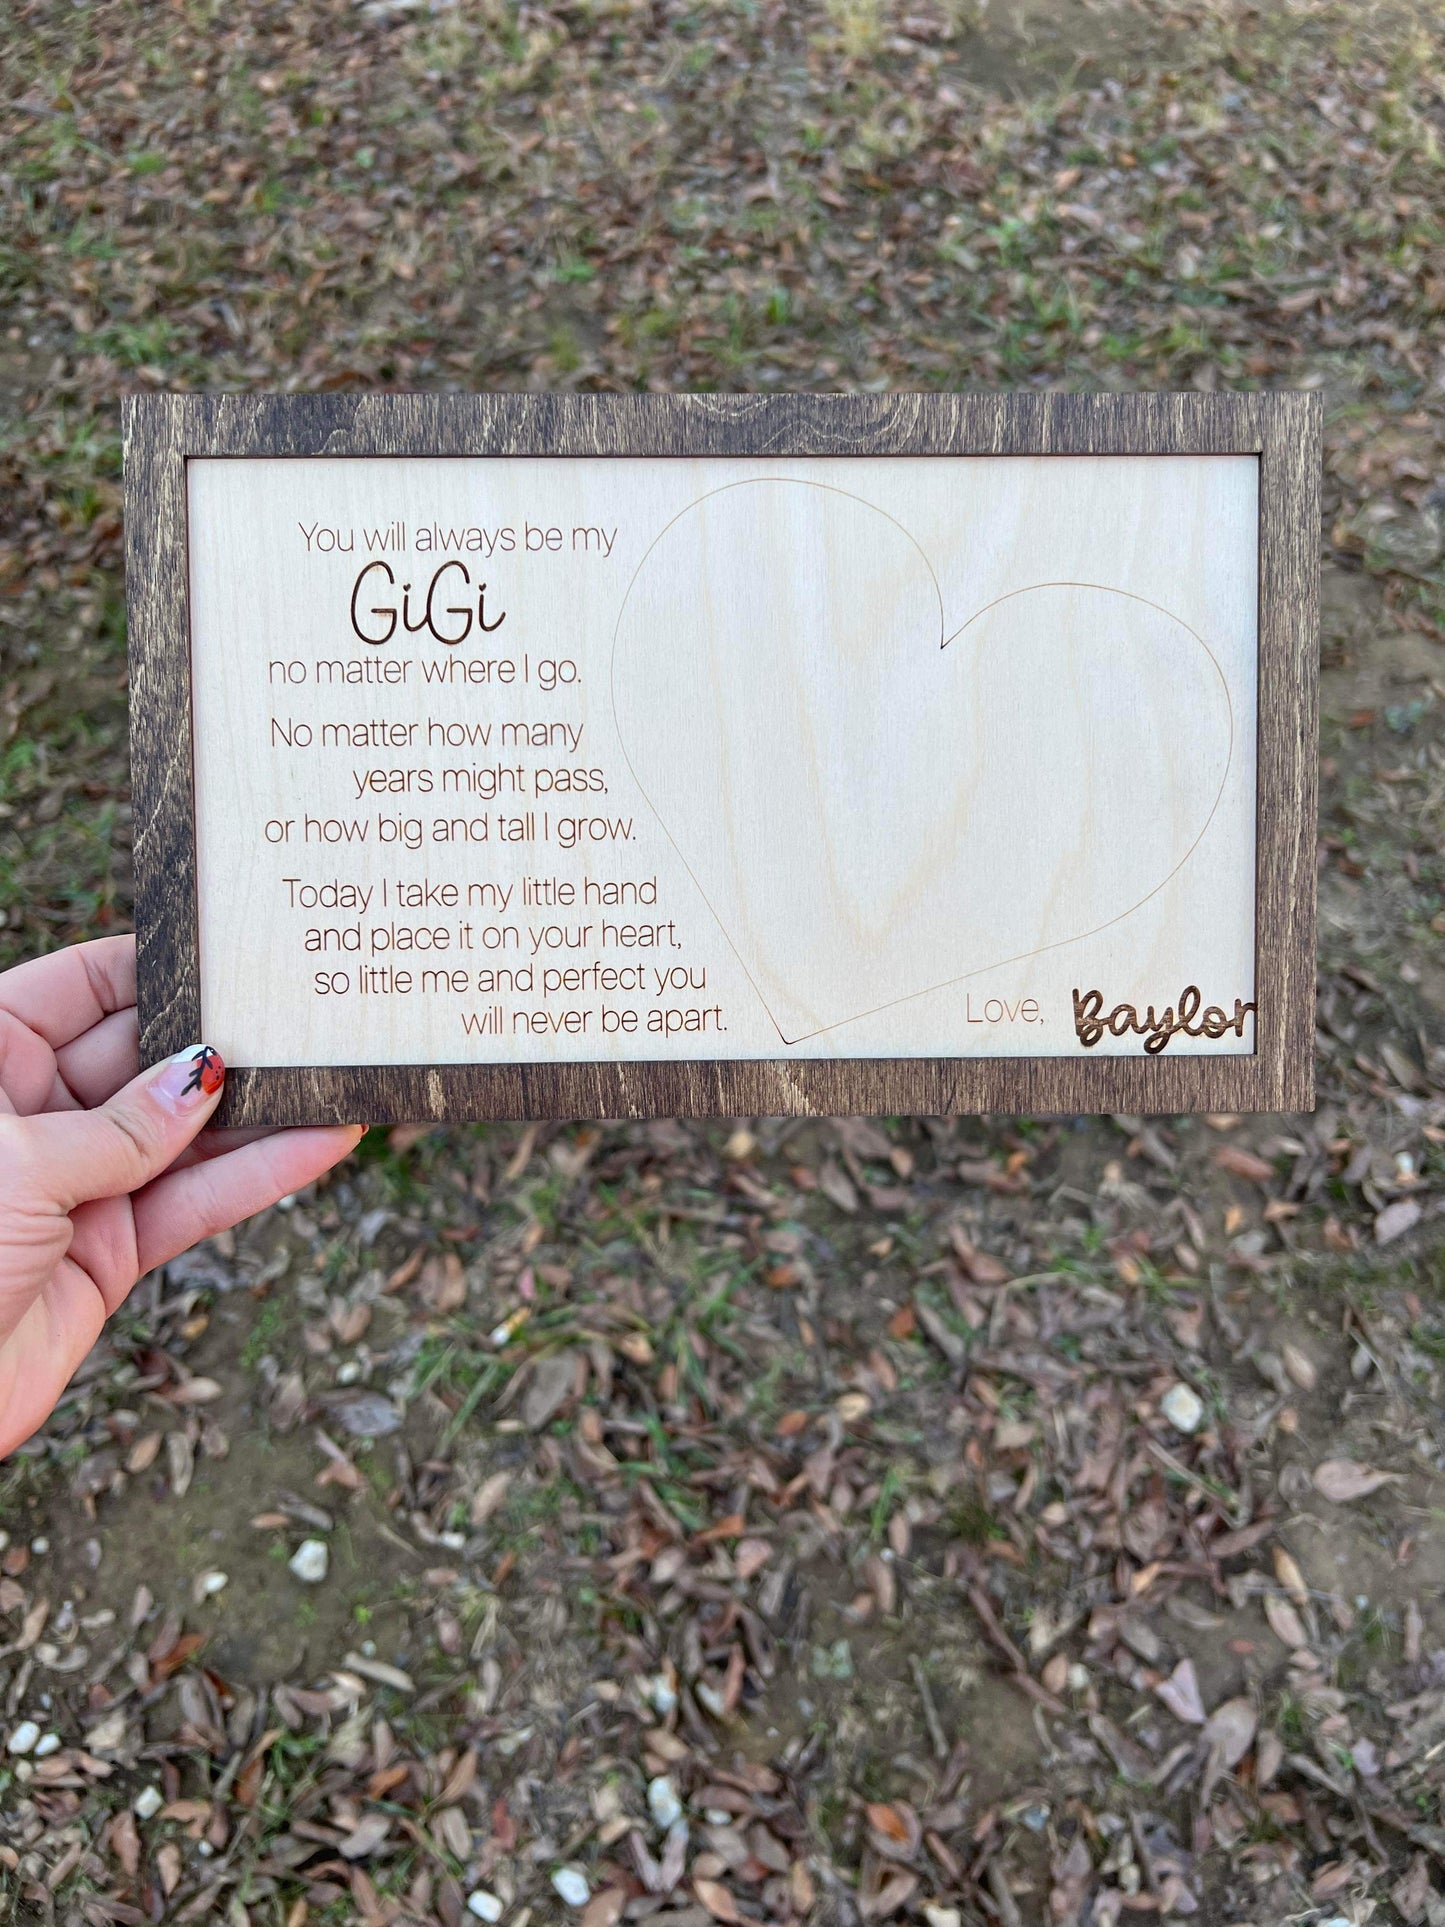 You will always be my
GiGi
no matter where I go.
No matter how many
years might pass,
or how big and tall I grow.
Today I take my little hand
and place it on your heart,
so little me and perfect you
will never be apart.
Love, Baylor